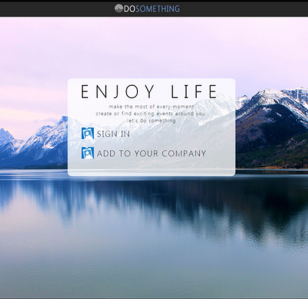 DOSOMETHING
ENJOY LIFE
make the most of every moment
create or find exciting events around you
let's do something
SIGN IN
ADD TO YOUR COMPANY